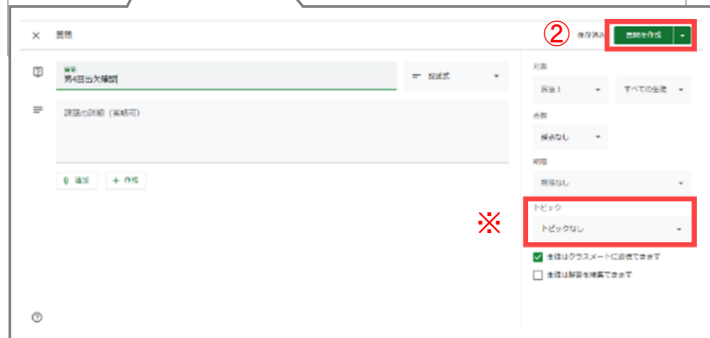 質問
②
保存済み
質問を作成
質問
第4回出欠確認
記述式
課題の詳細（省略可）
追加
作成
対象
すべての生徒
点数
採点なし
期限
期限なし
※
トピック
トピックなし
生徒はクラスメートに返信できます
生徒は解答を編集できます